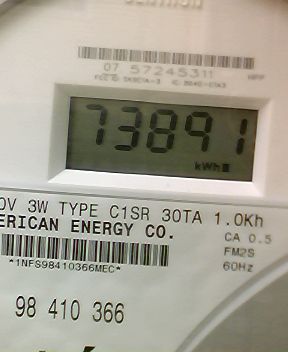 07 57245311
73891
kWh
0V 3W TYPE C1SR 30TA 1.0Kh
ERICAN ENERGY CO.
CA 0.5
FM2S
*1NFS98410366MEC*
60Hz
98 410 366